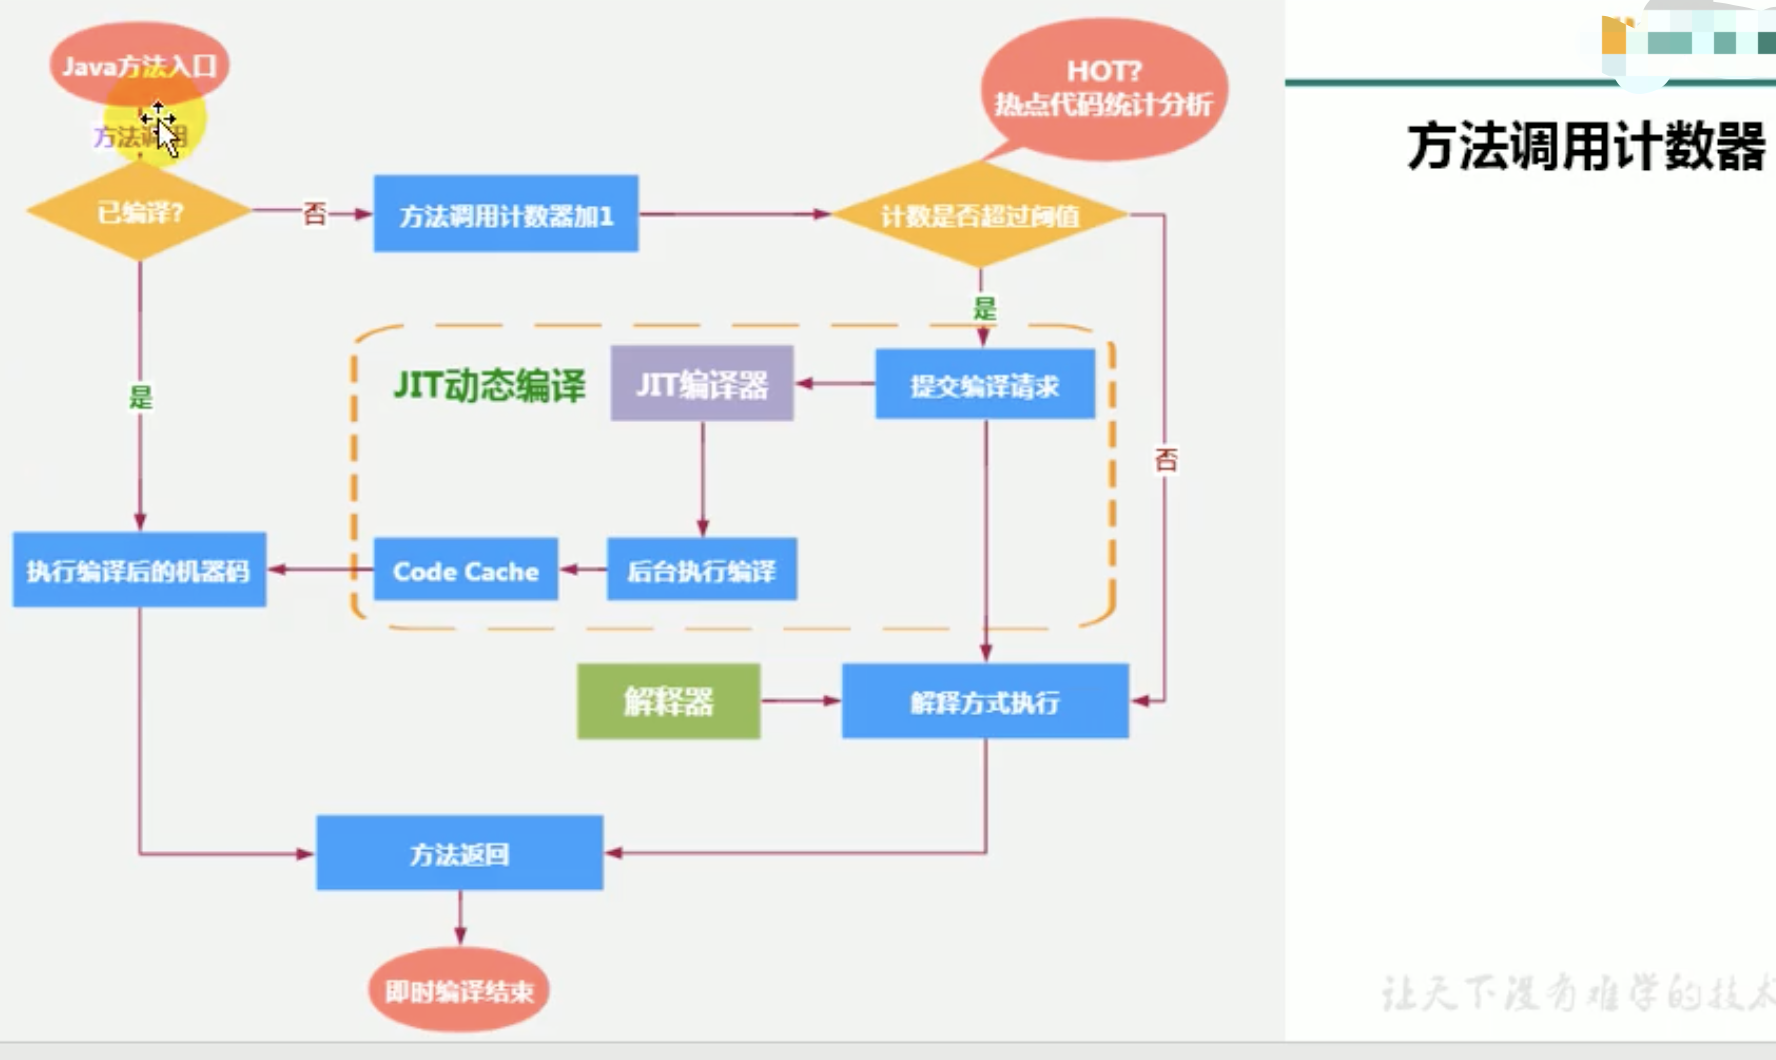 Java方法入口
HOT?
热点代码统计分析
方法调用计数器
方法调用
已编译?
否
方法调用计数器加1
计数是否超过阈值
是
JIT动态编译
JIT编译器
提交编译请求
是
否
执行编译后的机器码
Code Cache
后台执行编译
解释器
解释方式执行
方法返回
即时编译结束
让天下没有难学的技术